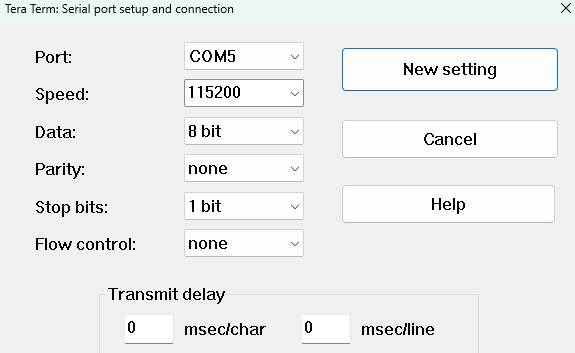 Tera Term: Serial port setup and connection
Port: COM5 New setting
Speed: 115200
Data: 8 bit Cancel
Parity: none
Stop bits: 1 bit Help
Flow control: none
Transmit delay
0 msec/char 0 msec/line